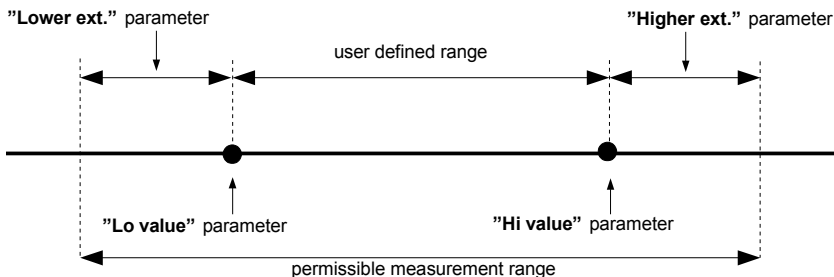 ”Lower ext.” parameter
”Higher ext.” parameter
user defined range
”Lo value” parameter
”Hi value” parameter
permissible measurement range